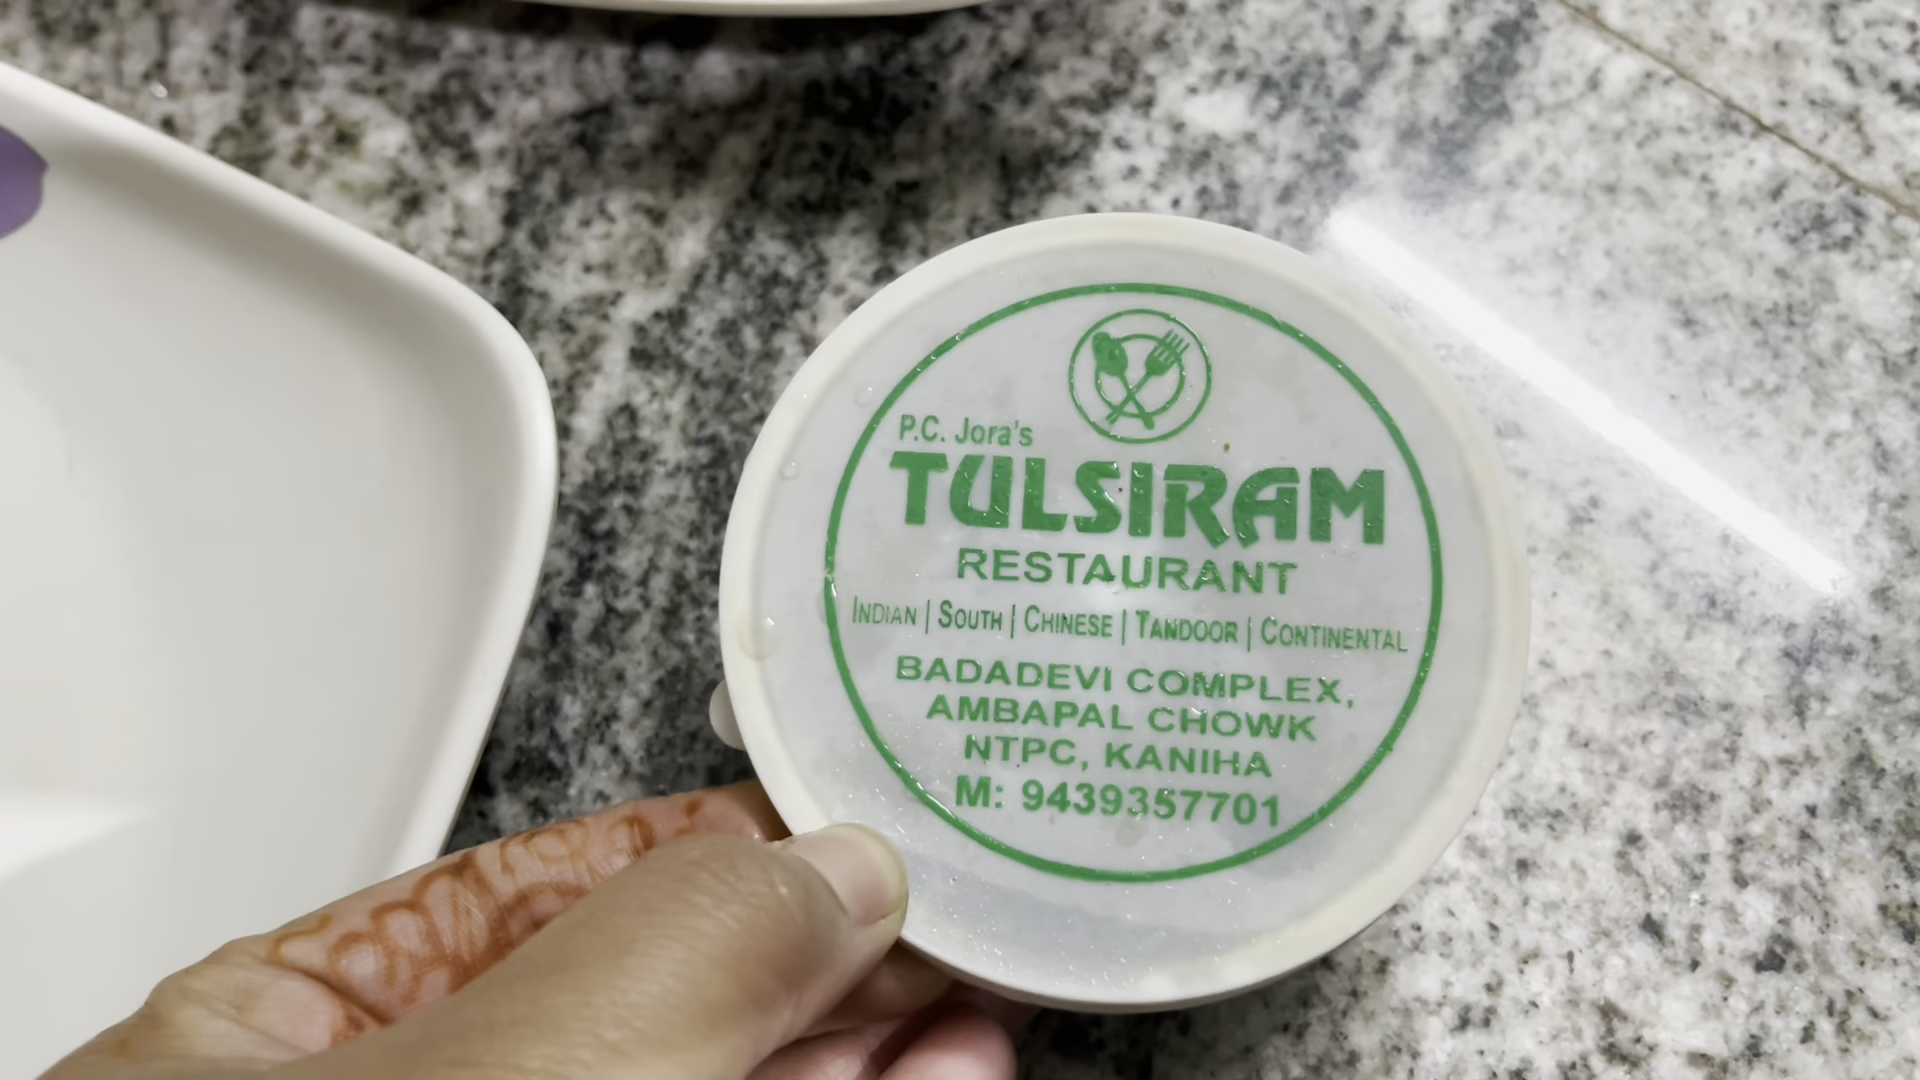 P.C. Jora's
TULSIRAM
RESTAURANT
INDIAN | SOUTH | CHINESE | TANDOOR | CONTINENTAL
BADADEVI COMPLEX,
AMBAPAL CHOWK
NTPC, KANIHA
M: 9439357701